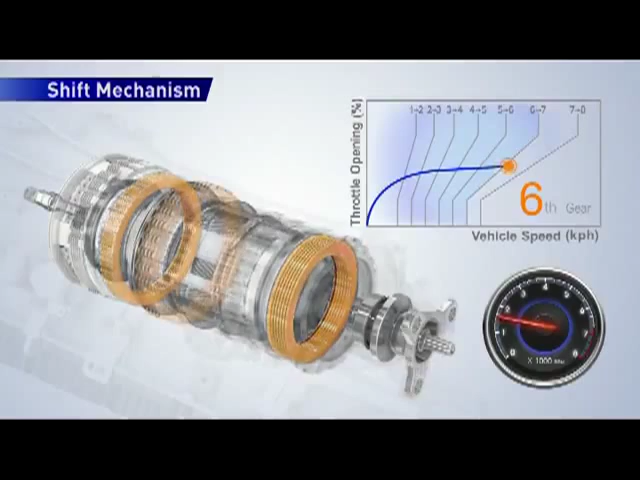 Shift Mechanism
Throttle Opening (%)
1-2 2-3 3-4 4-5 5-6 6-7 7-8
6th Gear
Vehicle Speed (kph)
X 1000